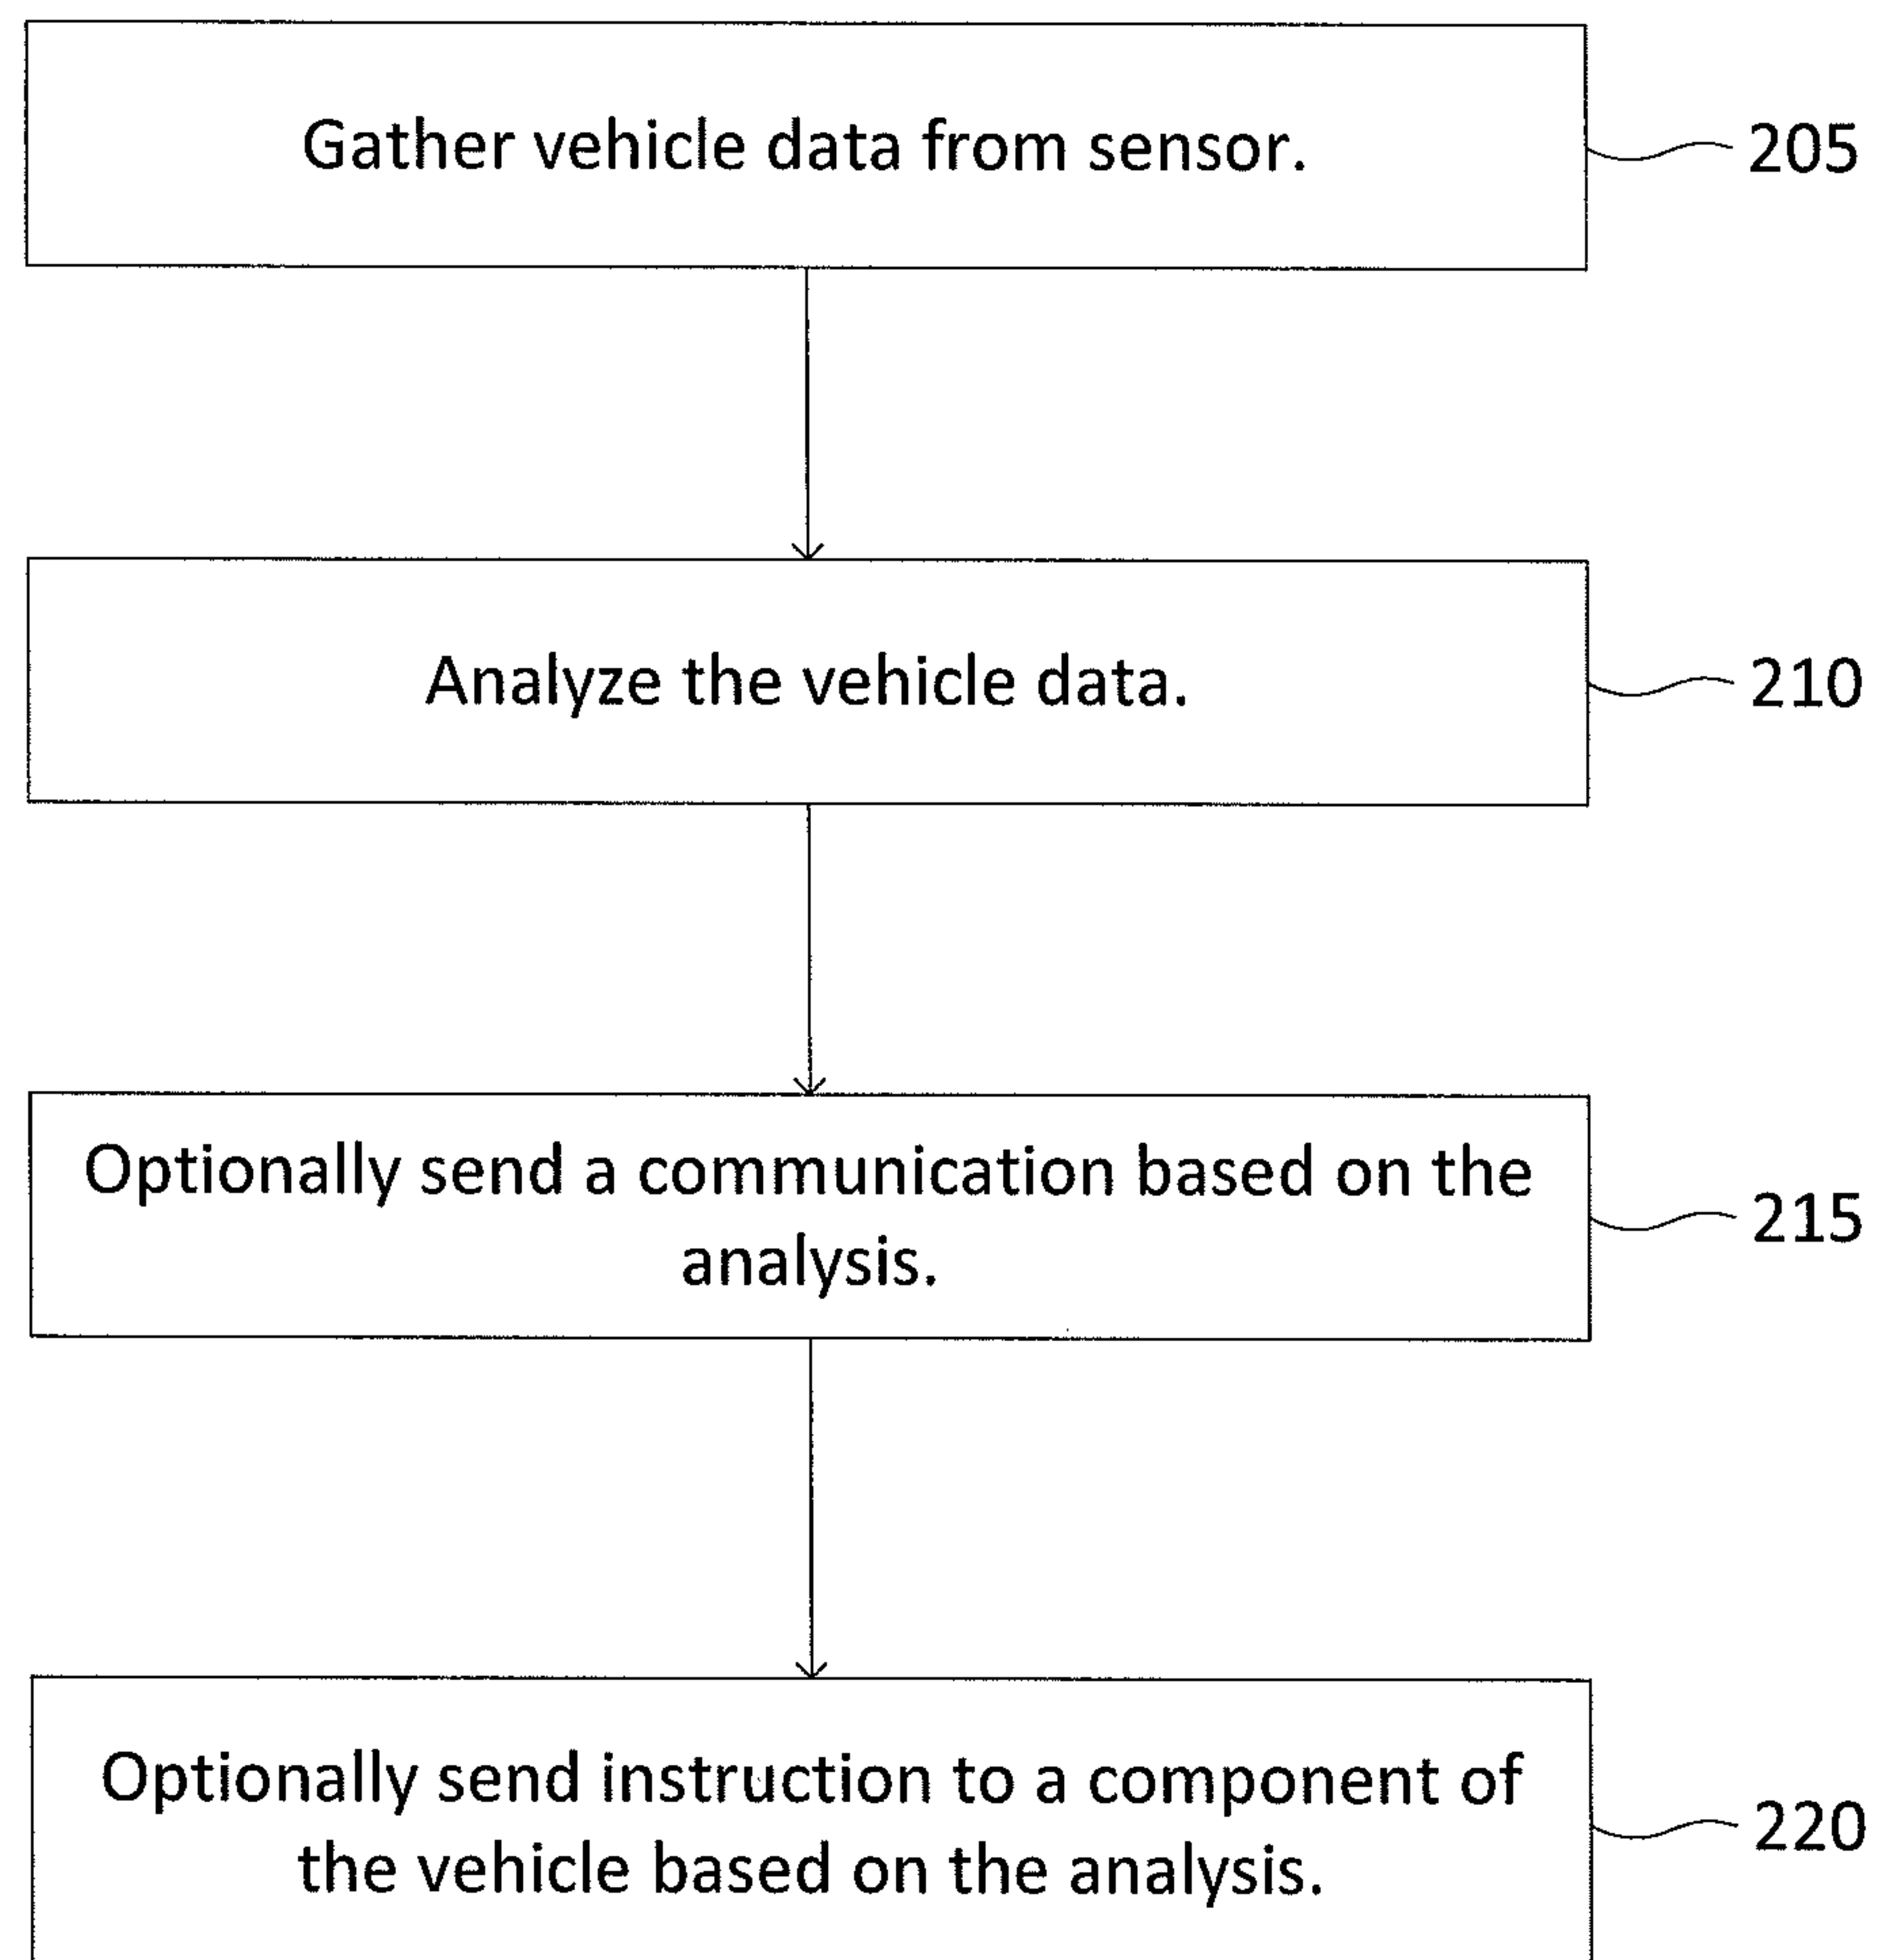 Gather vehicle data from sensor.
205
Analyze the vehicle data.
210
Optionally send a communication based on the
analysis.
215
Optionally send instruction to a component of
the vehicle based on the analysis.
220